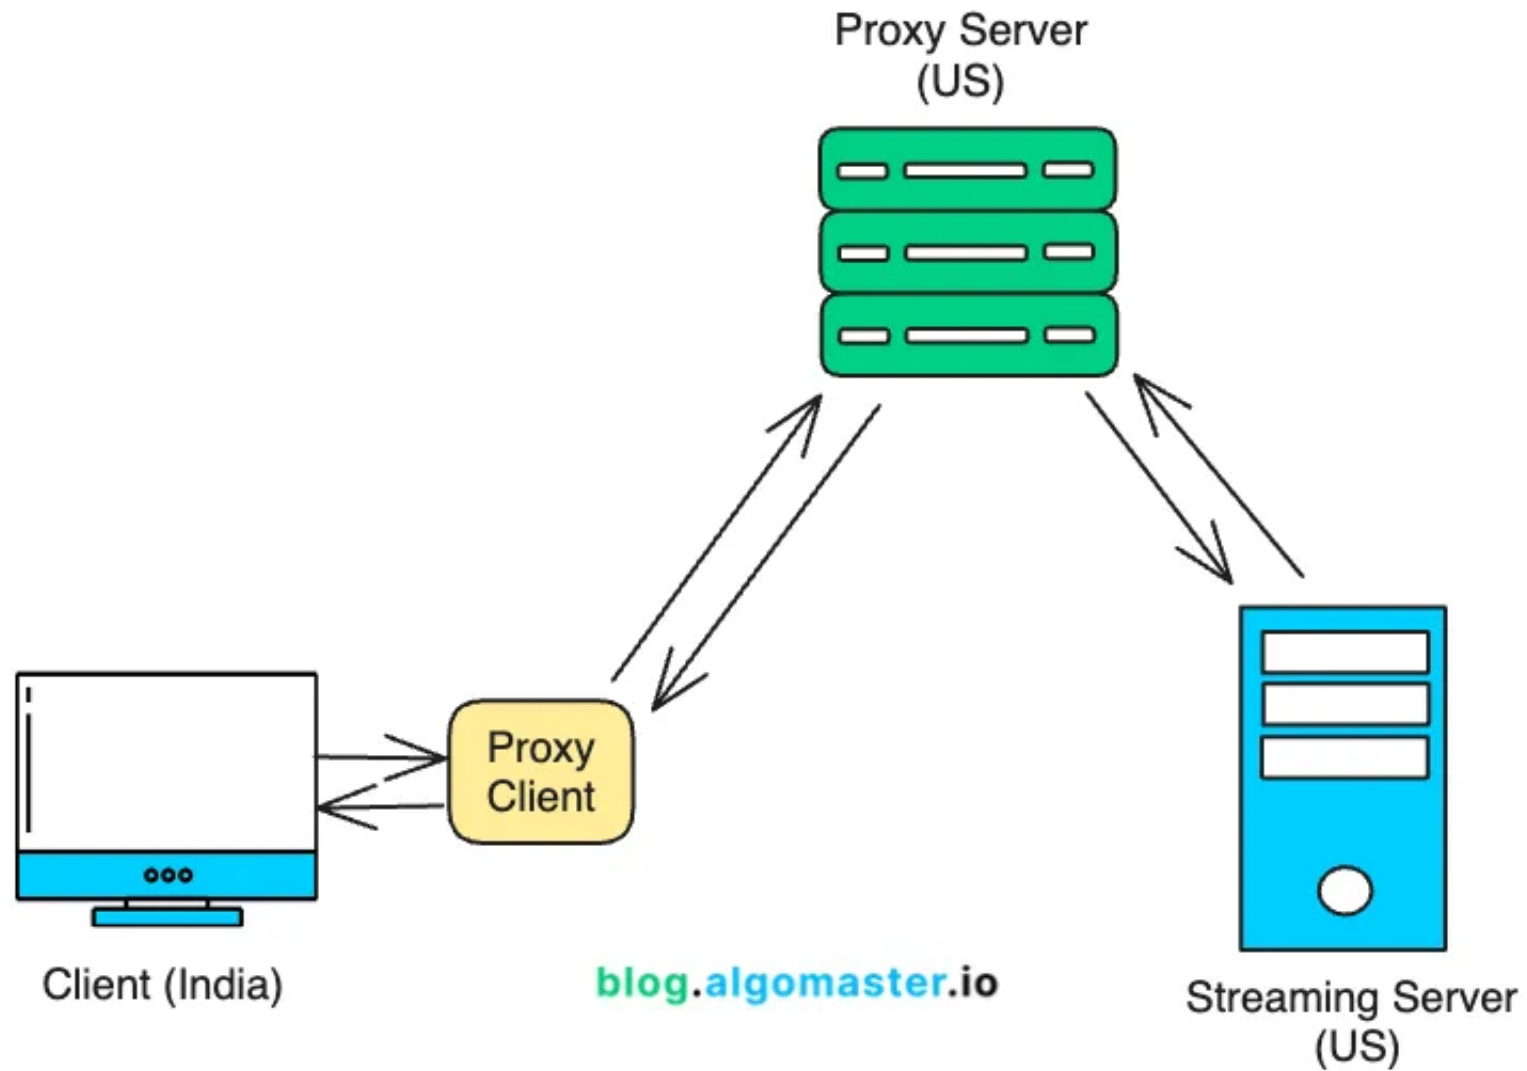 Proxy Server
(US)
Proxy
Client
Client (India)
blog.algomaster.io
Streaming Server
(US)